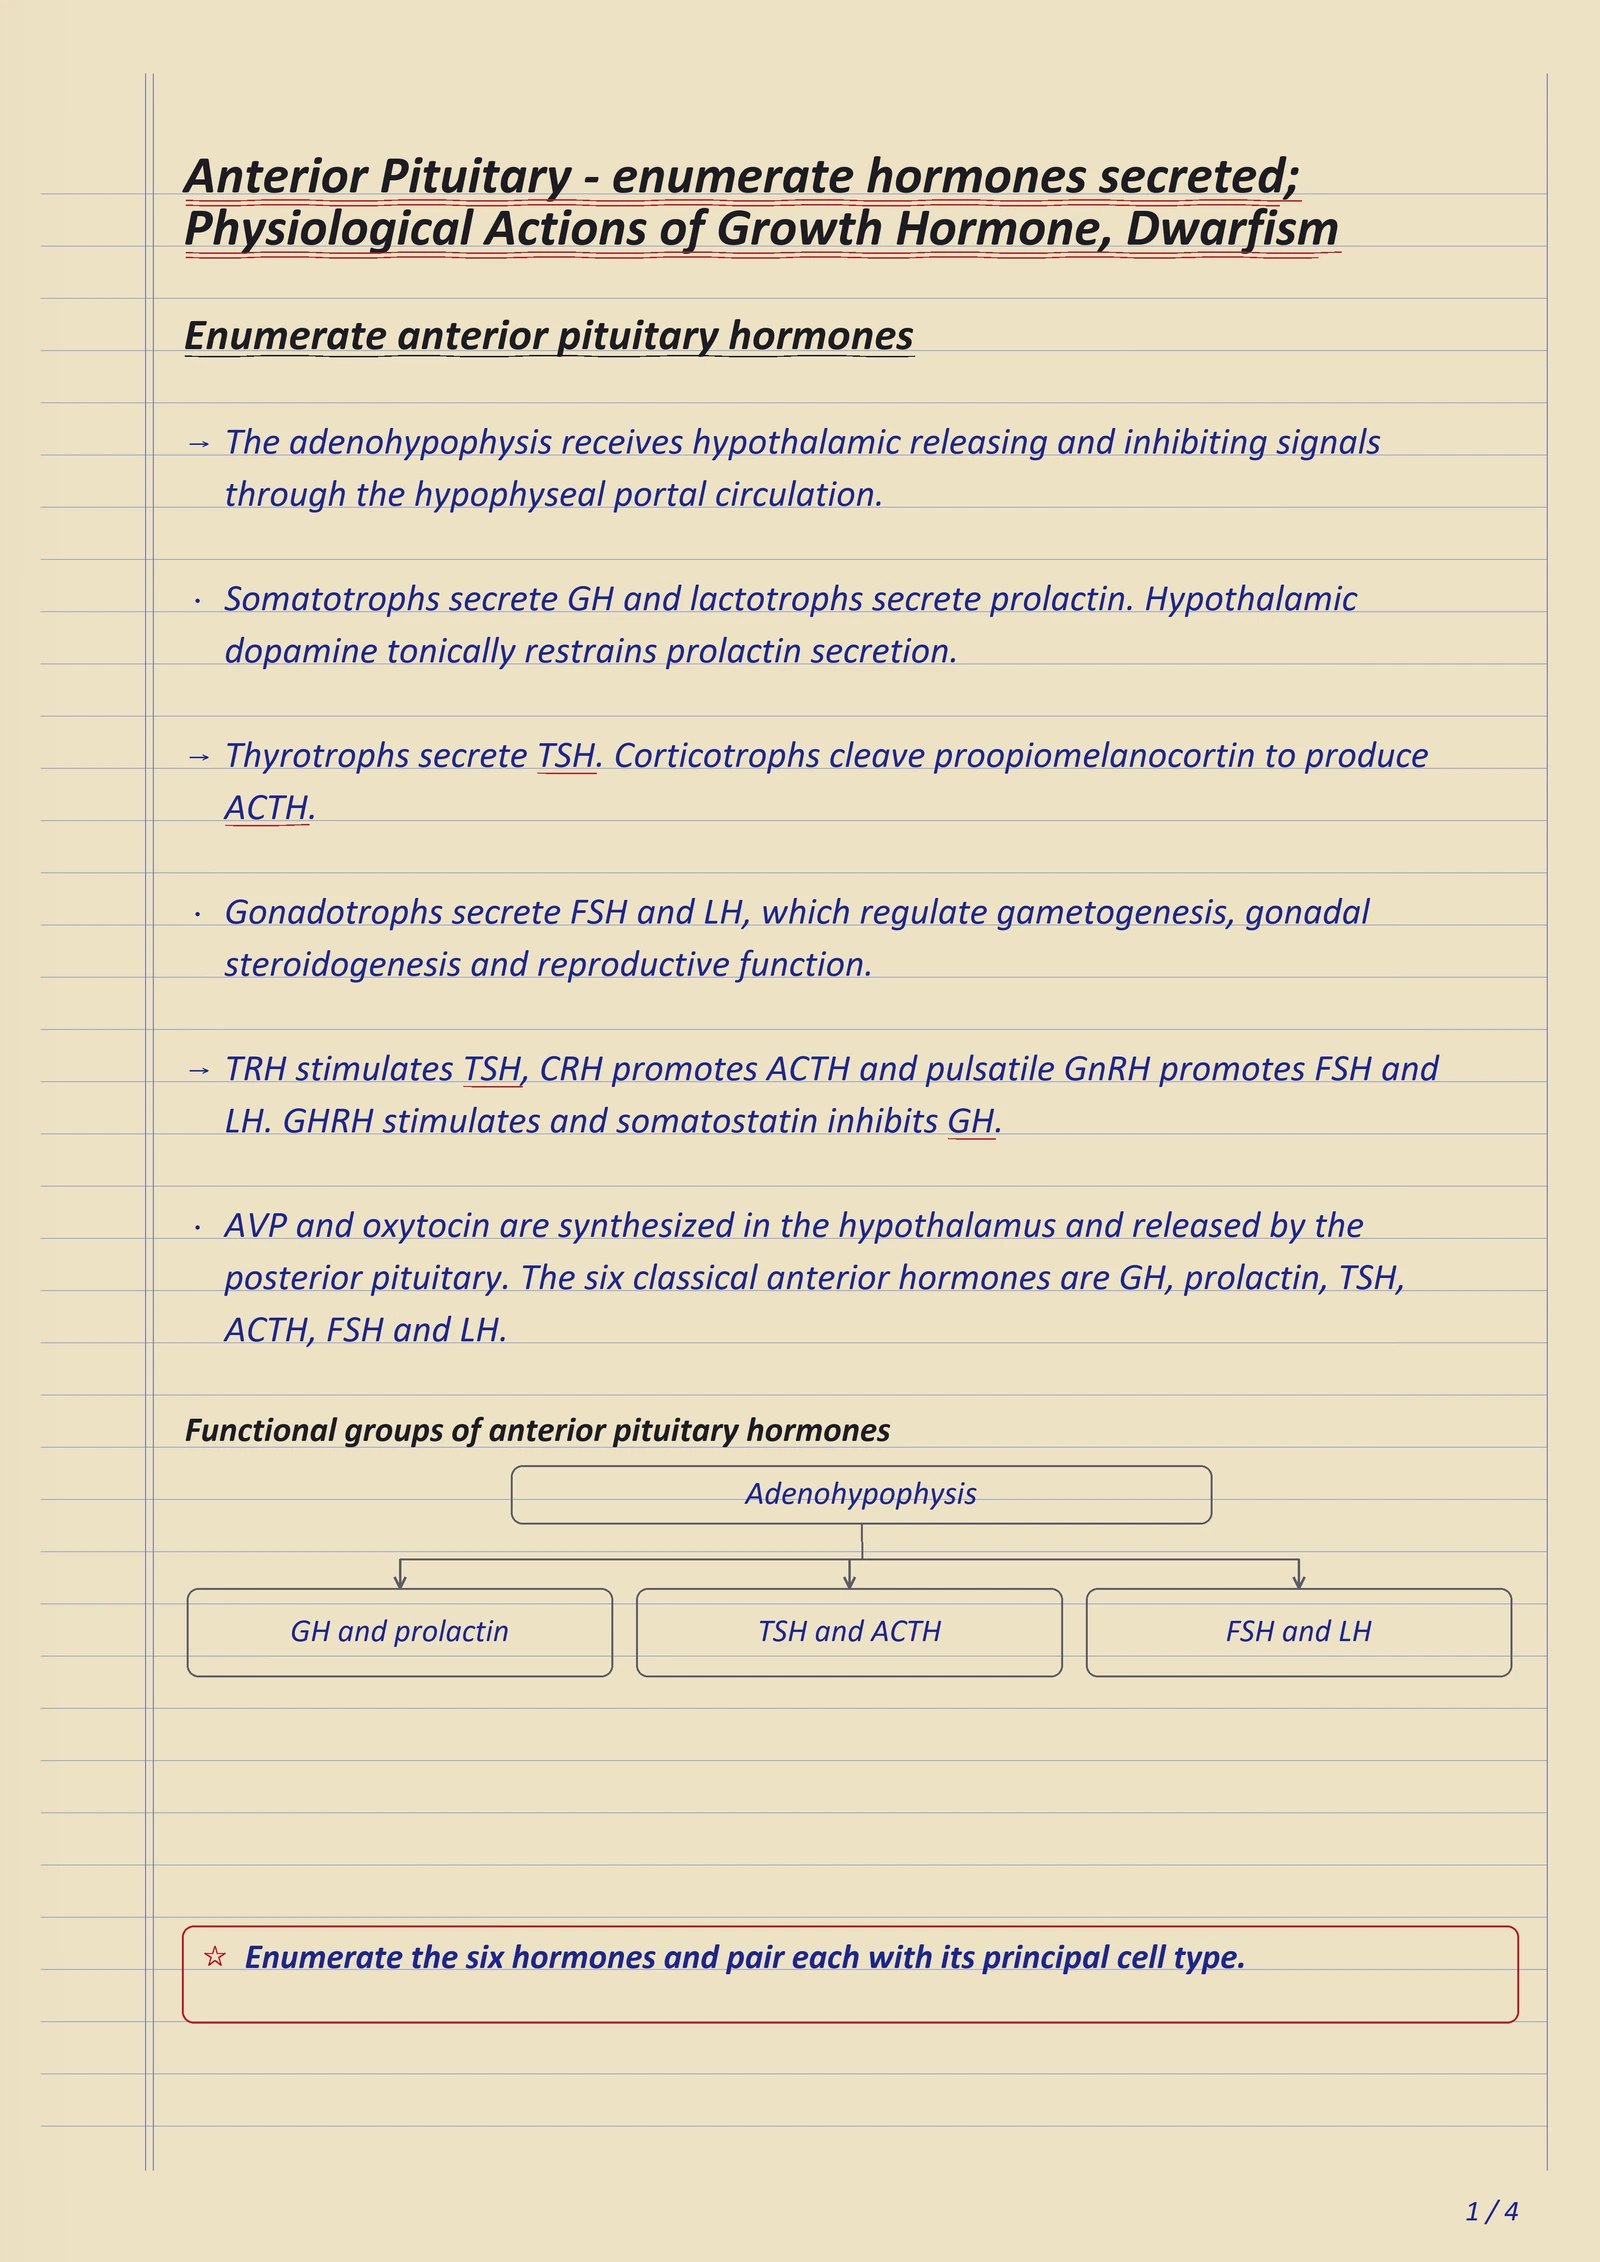 Anterior Pituitary - enumerate hormones secreted;
Physiological Actions of Growth Hormone, Dwarfism
Enumerate anterior pituitary hormones
→ The adenohypophysis receives hypothalamic releasing and inhibiting signals
through the hypophyseal portal circulation.
· Somatotrophs secrete GH and lactotrophs secrete prolactin. Hypothalamic
dopamine tonically restrains prolactin secretion.
→ Thyrotrophs secrete TSH. Corticotrophs cleave proopiomelanocortin to produce
ACTH.
· Gonadotrophs secrete FSH and LH, which regulate gametogenesis, gonadal
steroidogenesis and reproductive function.
→ TRH stimulates TSH, CRH promotes ACTH and pulsatile GnRH promotes FSH and
LH. GHRH stimulates and somatostatin inhibits GH.
· AVP and oxytocin are synthesized in the hypothalamus and released by the
posterior pituitary. The six classical anterior hormones are GH, prolactin, TSH,
ACTH, FSH and LH.
Functional groups of anterior pituitary hormones
Adenohypophysis
GH and prolactin
TSH and ACTH
FSH and LH
☆ Enumerate the six hormones and pair each with its principal cell type.
1 / 4